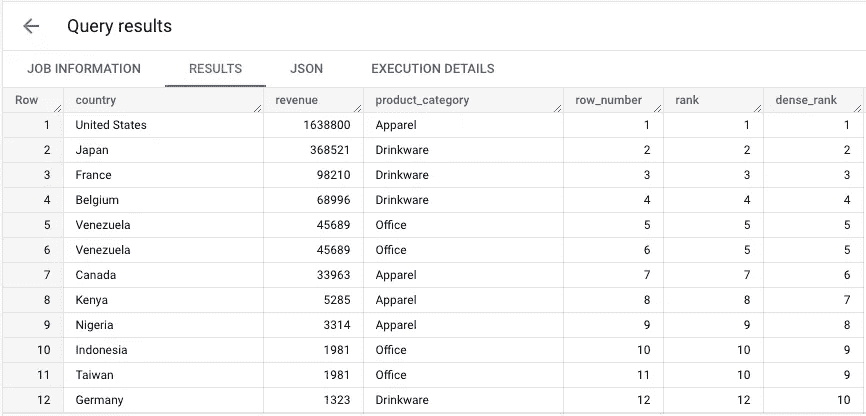 Query results
JOB INFORMATION RESULTS JSON EXECUTION DETAILS
Row country revenue product_category row_number rank dense_rank
1 United States 1638800 Apparel 1 1 1
2 Japan 368521 Drinkware 2 2 2
3 France 98210 Drinkware 3 3 3
4 Belgium 68996 Drinkware 4 4 4
5 Venezuela 45689 Office 5 5 5
6 Venezuela 45689 Office 6 5 5
7 Canada 33963 Apparel 7 7 6
8 Kenya 5285 Apparel 8 8 7
9 Nigeria 3314 Apparel 9 9 8
10 Indonesia 1981 Office 10 10 9
11 Taiwan 1981 Office 11 10 9
12 Germany 1323 Drinkware 12 12 10